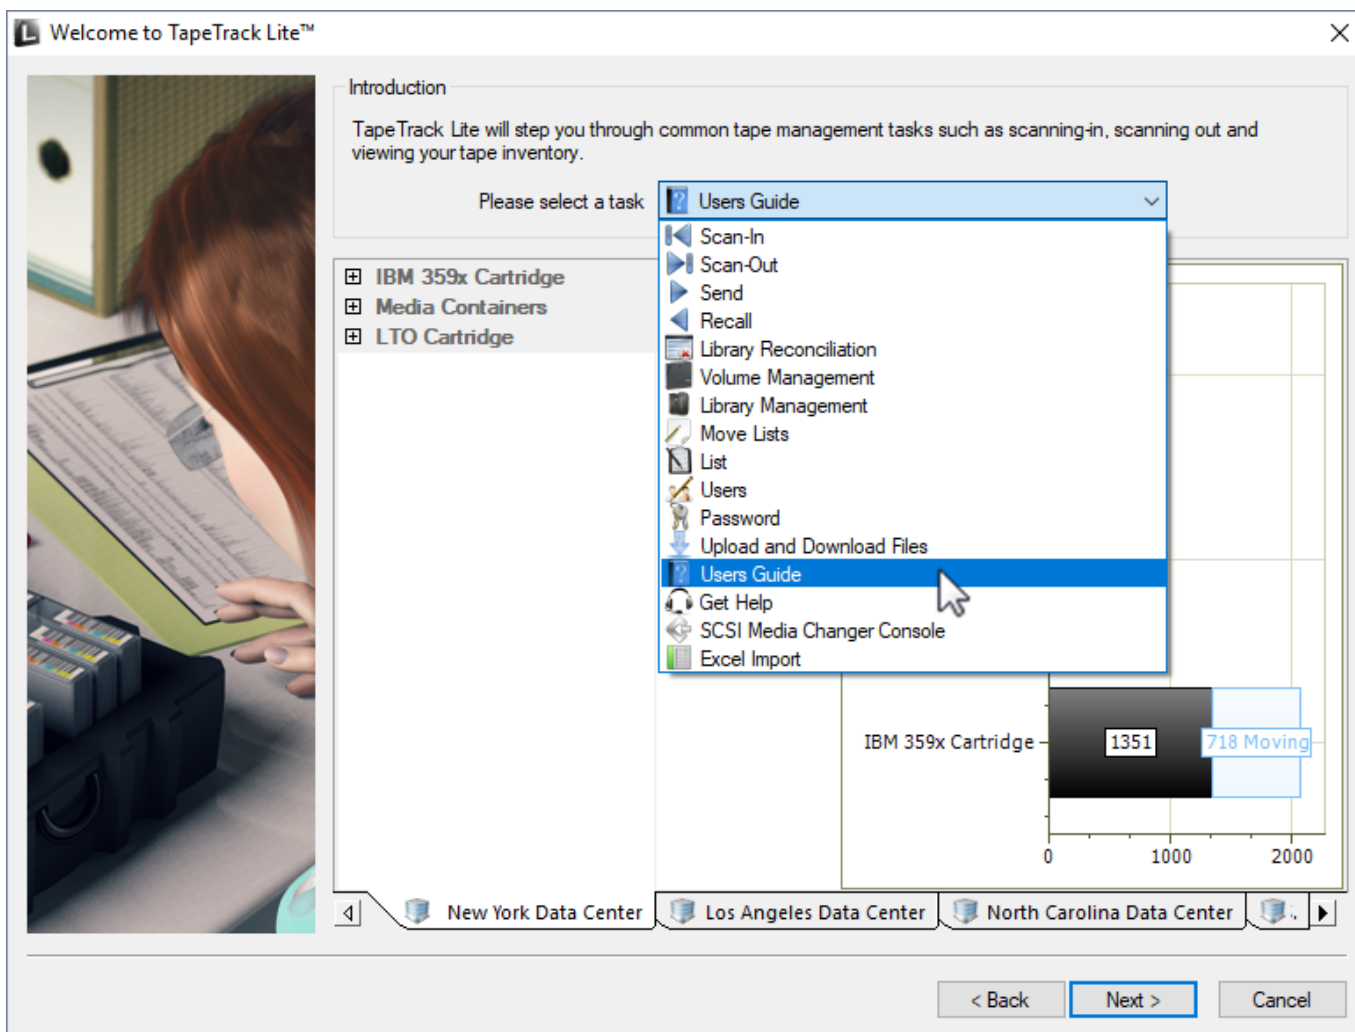 Welcome to TapeTrack Lite™
Introduction
TapeTrack Lite will step you through common tape management tasks such as scanning-in, scanning out and
viewing your tape inventory.
Please select a task
Users Guide
Scan-In
Scan-Out
Send
Recall
Library Reconciliation
Volume Management
Library Management
Move Lists
List
Users
Password
Upload and Download Files
Users Guide
Get Help
SCSI Media Changer Console
Excel Import
IBM 359x Cartridge
Media Containers
LTO Cartridge
IBM 359x Cartridge
1351
718 Moving
0 1000 2000
New York Data Center
Los Angeles Data Center
North Carolina Data Center
< Back
Next >
Cancel